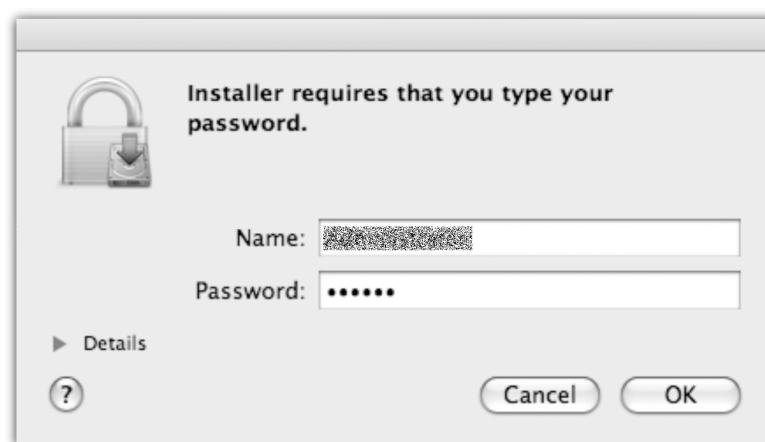 Installer requires that you type your
password.
Name:
Password: ••••••
Details
?
Cancel OK